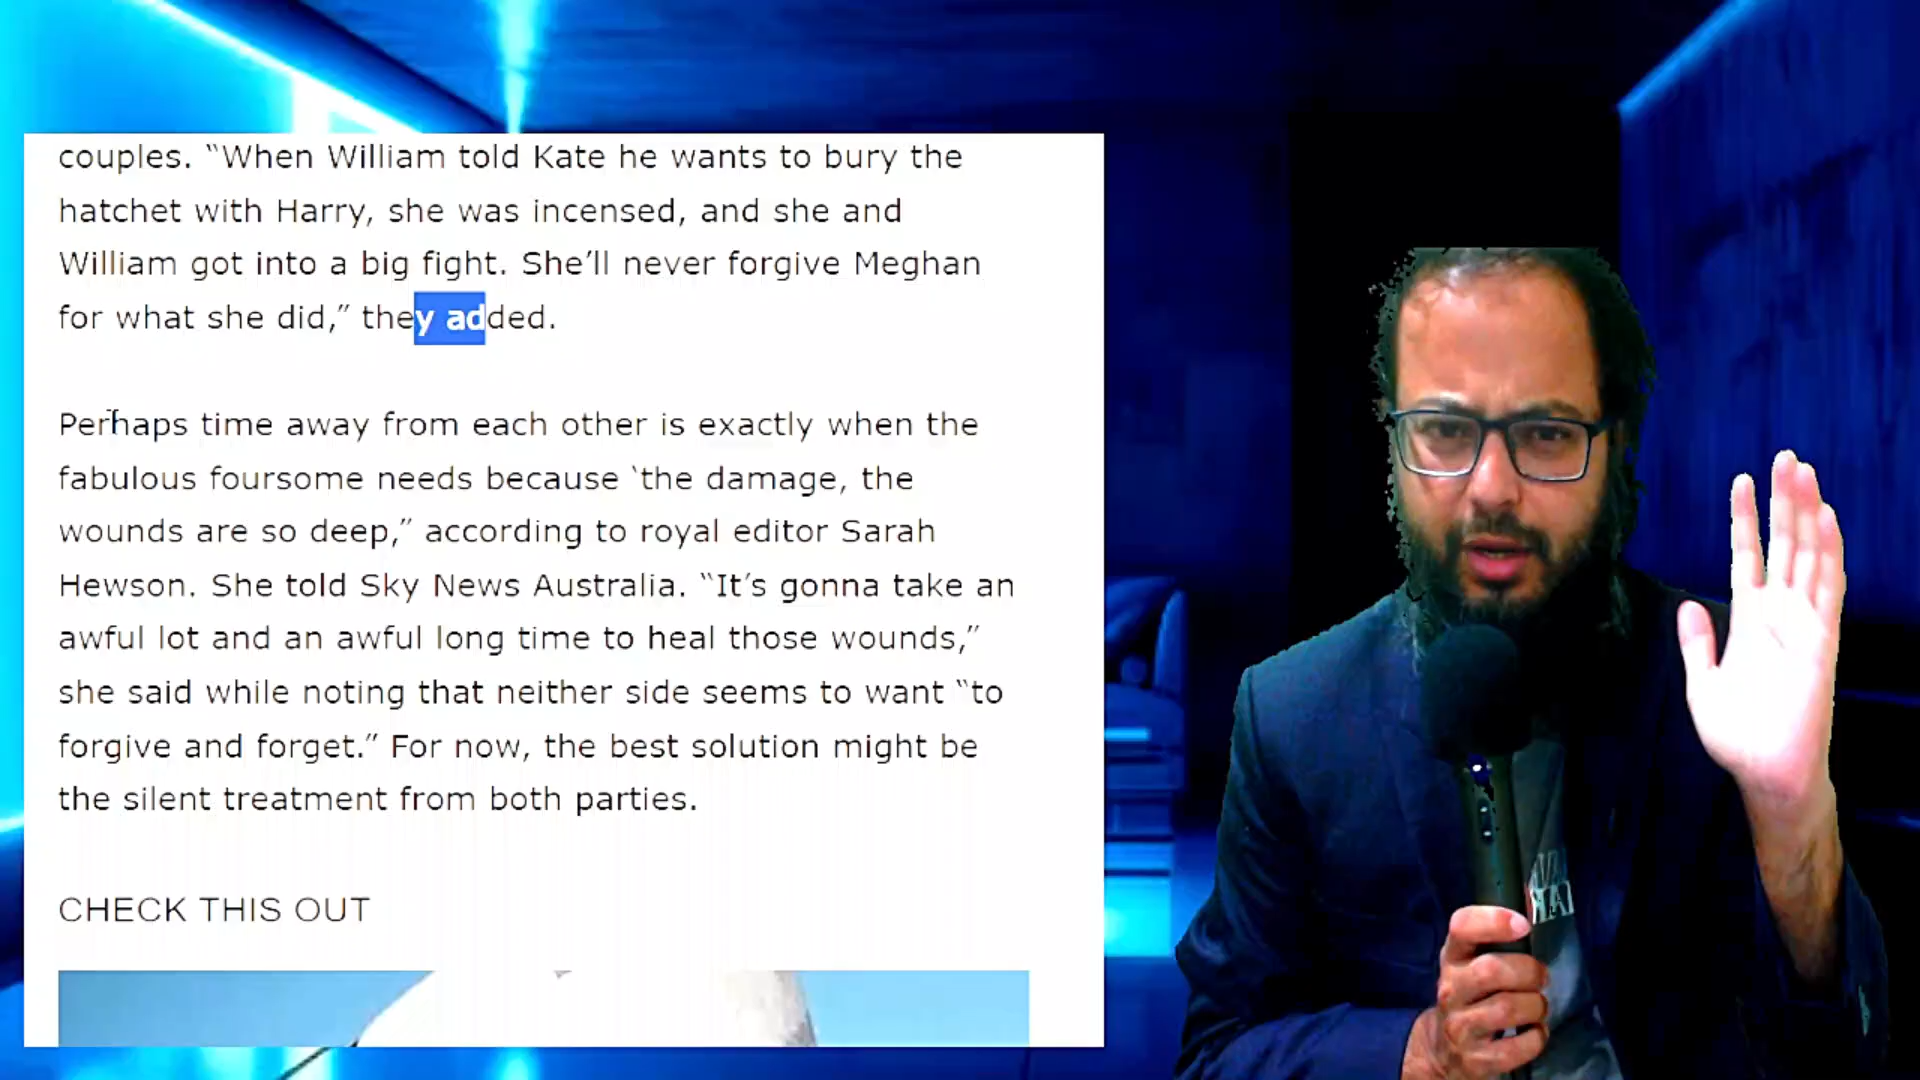 couples. “When William told Kate he wants to bury the
hatchet with Harry, she was incensed, and she and
William got into a big fight. She’ll never forgive Meghan
for what she did,” they added.
Perhaps time away from each other is exactly when the
fabulous foursome needs because ‘the damage, the
wounds are so deep,” according to royal editor Sarah
Hewson. She told Sky News Australia. “It’s gonna take an
awful lot and an awful long time to heal those wounds,”
she said while noting that neither side seems to want “to
forgive and forget.” For now, the best solution might be
the silent treatment from both parties.
CHECK THIS OUT